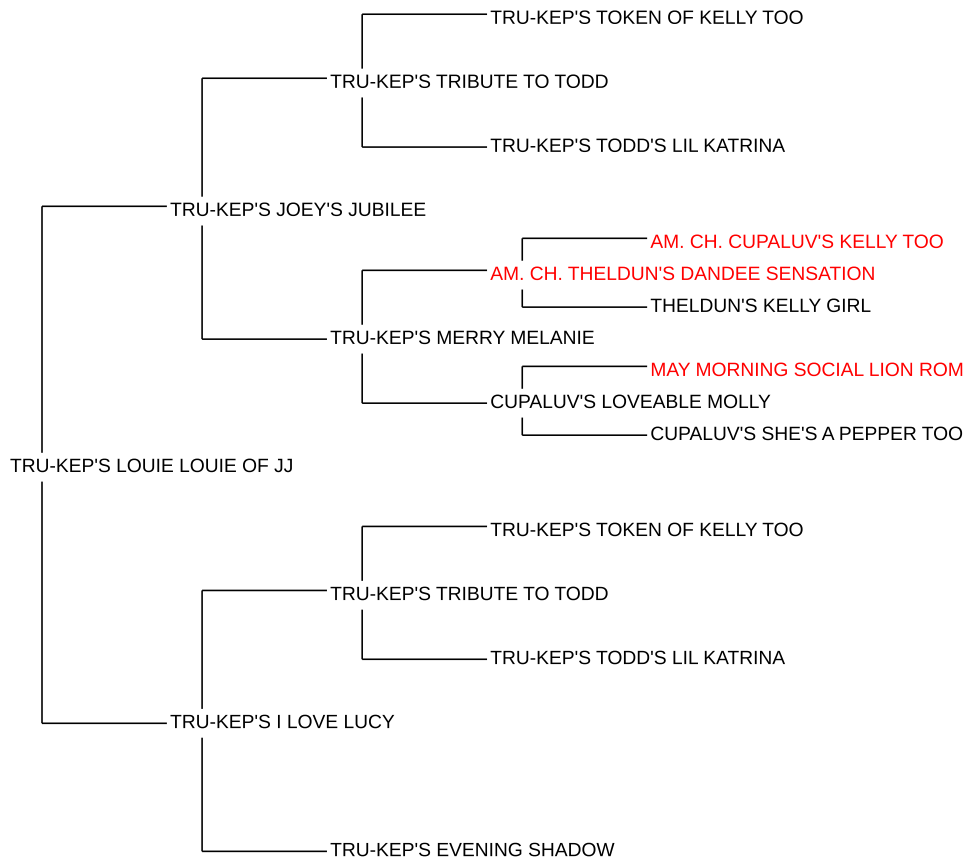 TRU-KEP'S TOKEN OF KELLY TOO
TRU-KEP'S TRIBUTE TO TODD
TRU-KEP'S TODD'S LIL KATRINA
TRU-KEP'S JOEY'S JUBILEE
AM. CH. CUPALUV'S KELLY TOO
AM. CH. THELDUN'S DANDEE SENSATION
THELDUN'S KELLY GIRL
TRU-KEP'S MERRY MELANIE
MAY MORNING SOCIAL LION ROM
CUPALUV'S LOVEABLE MOLLY
CUPALUV'S SHE'S A PEPPER TOO
TRU-KEP'S LOUIE LOUIE OF JJ
TRU-KEP'S TOKEN OF KELLY TOO
TRU-KEP'S TRIBUTE TO TODD
TRU-KEP'S TODD'S LIL KATRINA
TRU-KEP'S I LOVE LUCY
TRU-KEP'S EVENING SHADOW